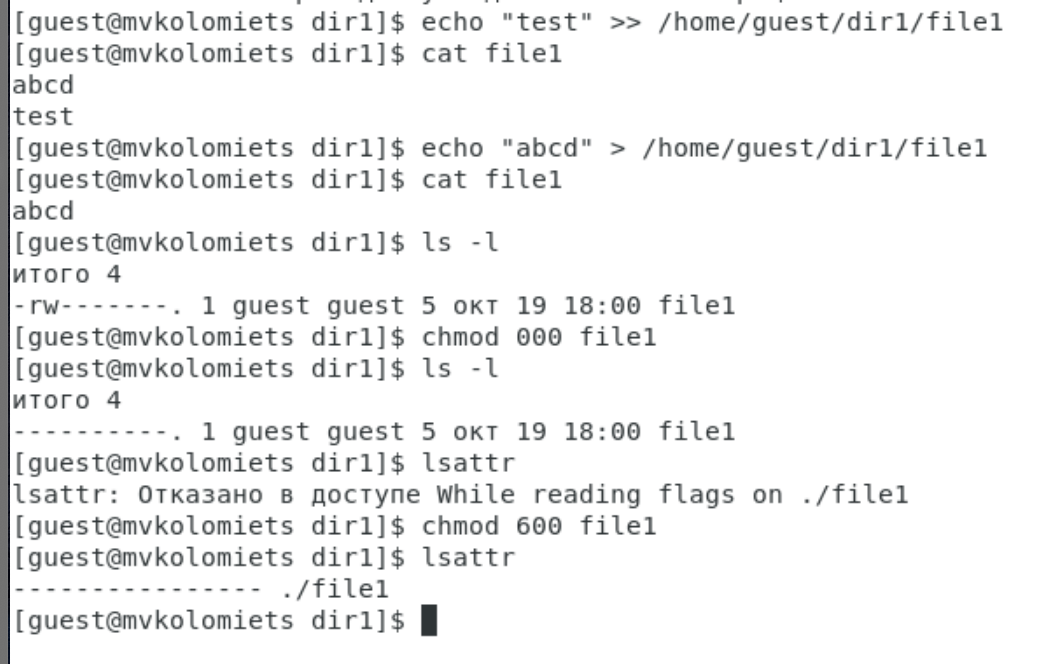 [guest@mvkolomiets dir1]$ echo "test" >> /home/guest/dir1/file1
[guest@mvkolomiets dir1]$ cat file1
abcd
test
[guest@mvkolomiets dir1]$ echo "abcd" > /home/guest/dir1/file1
[guest@mvkolomiets dir1]$ cat file1
abcd
[guest@mvkolomiets dir1]$ ls -l
итого 4
-rw-------. 1 guest guest 5 окт 19 18:00 file1
[guest@mvkolomiets dir1]$ chmod 000 file1
[guest@mvkolomiets dir1]$ ls -l
итого 4
----------. 1 guest guest 5 окт 19 18:00 file1
[guest@mvkolomiets dir1]$ lsattr
lsattr: Отказано в доступе While reading flags on ./file1
[guest@mvkolomiets dir1]$ chmod 600 file1
[guest@mvkolomiets dir1]$ lsattr
---------------- ./file1
[guest@mvkolomiets dir1]$